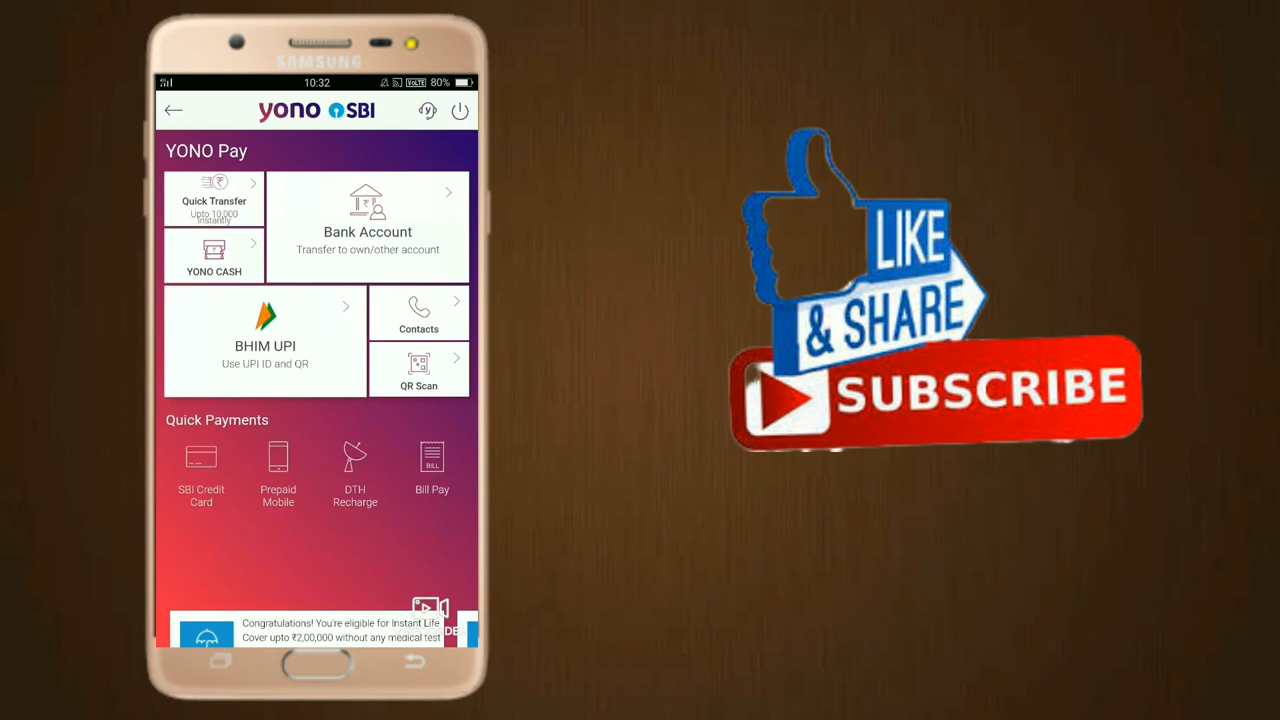 SAMSUNG
10:32
VoLTE
80%
yono SBI
YONO Pay
Quick Transfer
Upto 10,000
Instantly
Bank Account
Transfer to own/other account
YONO CASH
BHIM UPI
Use UPI ID and QR
Contacts
QR Scan
Quick Payments
BILL
SBI Credit
Card
Prepaid
Mobile
DTH
Recharge
Bill Pay
Congratulations! You're eligible for Instant Life
Cover upto ₹2,00,000 without any medical test
LIKE
& SHARE
SUBSCRIBE